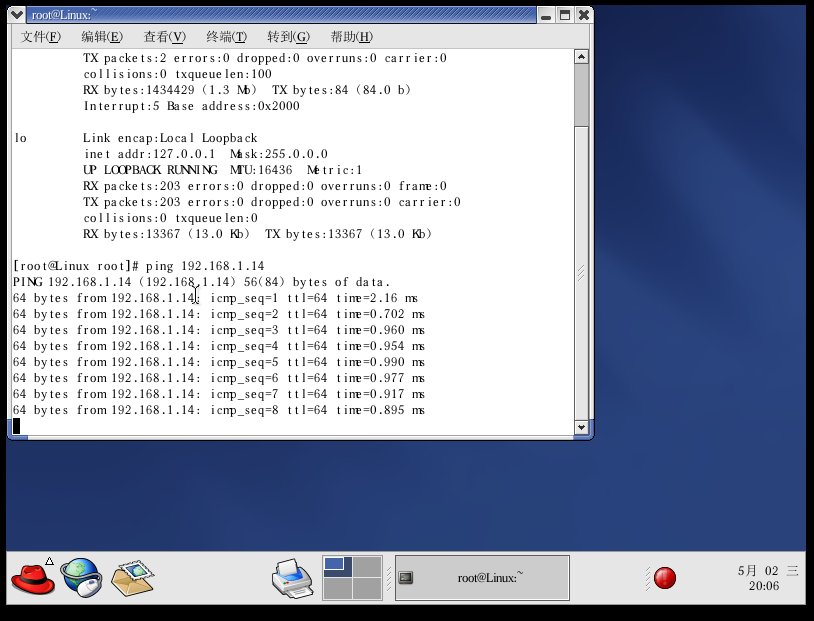 root@Linux:~
文件(F) 编辑(E) 查看(V) 终端(T) 转到(G) 帮助(H)
TX packets:2 errors:0 dropped:0 overruns:0 carrier:0
collisions:0 txqueuelen:100
RX bytes:1434429 (1.3 Mb) TX bytes:84 (84.0 b)
Interrupt:5 Base address:0x2000
lo Link encap:Local Loopback
inet addr:127.0.0.1 Mask:255.0.0.0
UP LOOPBACK RUNNING MTU:16436 Metric:1
RX packets:203 errors:0 dropped:0 overruns:0 frame:0
TX packets:203 errors:0 dropped:0 overruns:0 carrier:0
collisions:0 txqueuelen:0
RX bytes:13367 (13.0 Kb) TX bytes:13367 (13.0 Kb)
[root@Linux root]# ping 192.168.1.14
PING 192.168.1.14 (192.168.1.14) 56(84) bytes of data.
64 bytes from 192.168.1.14: icmp_seq=1 ttl=64 time=2.16 ms
64 bytes from 192.168.1.14: icmp_seq=2 ttl=64 time=0.702 ms
64 bytes from 192.168.1.14: icmp_seq=3 ttl=64 time=0.960 ms
64 bytes from 192.168.1.14: icmp_seq=4 ttl=64 time=0.954 ms
64 bytes from 192.168.1.14: icmp_seq=5 ttl=64 time=0.990 ms
64 bytes from 192.168.1.14: icmp_seq=6 ttl=64 time=0.977 ms
64 bytes from 192.168.1.14: icmp_seq=7 ttl=64 time=0.917 ms
64 bytes from 192.168.1.14: icmp_seq=8 ttl=64 time=0.895 ms
root@Linux:~
5月 02 三
20:06